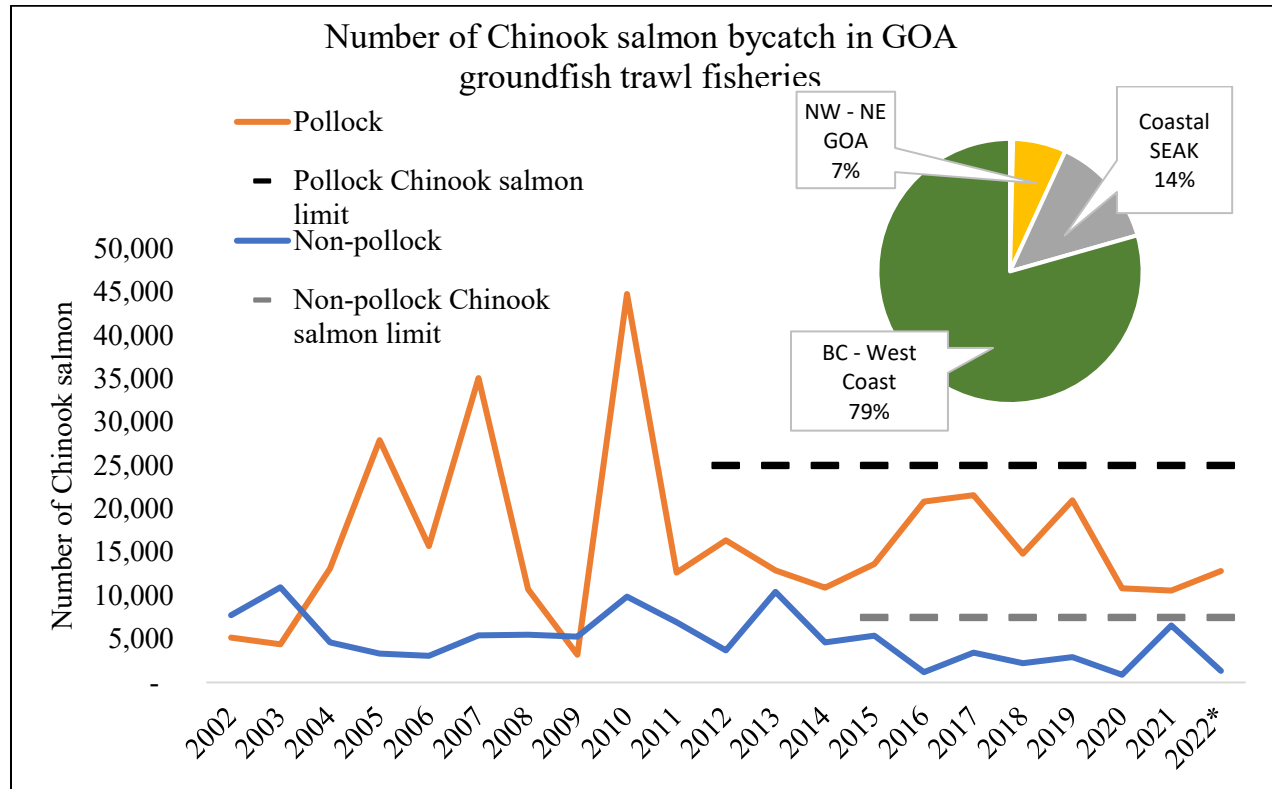 Number of Chinook salmon bycatch in GOA
groundfish trawl fisheries
Pollock
Pollock Chinook salmon
limit
Non-pollock
Non-pollock Chinook
salmon limit
NW - NE
GOA
7%
Coastal
SEAK
14%
BC - West
Coast
79%
Number of Chinook salmon
50,000
45,000
40,000
35,000
30,000
25,000
20,000
15,000
10,000
5,000
-
2002
2003
2004
2005
2006
2007
2008
2009
2010
2011
2012
2013
2014
2015
2016
2017
2018
2019
2020
2021
2022*